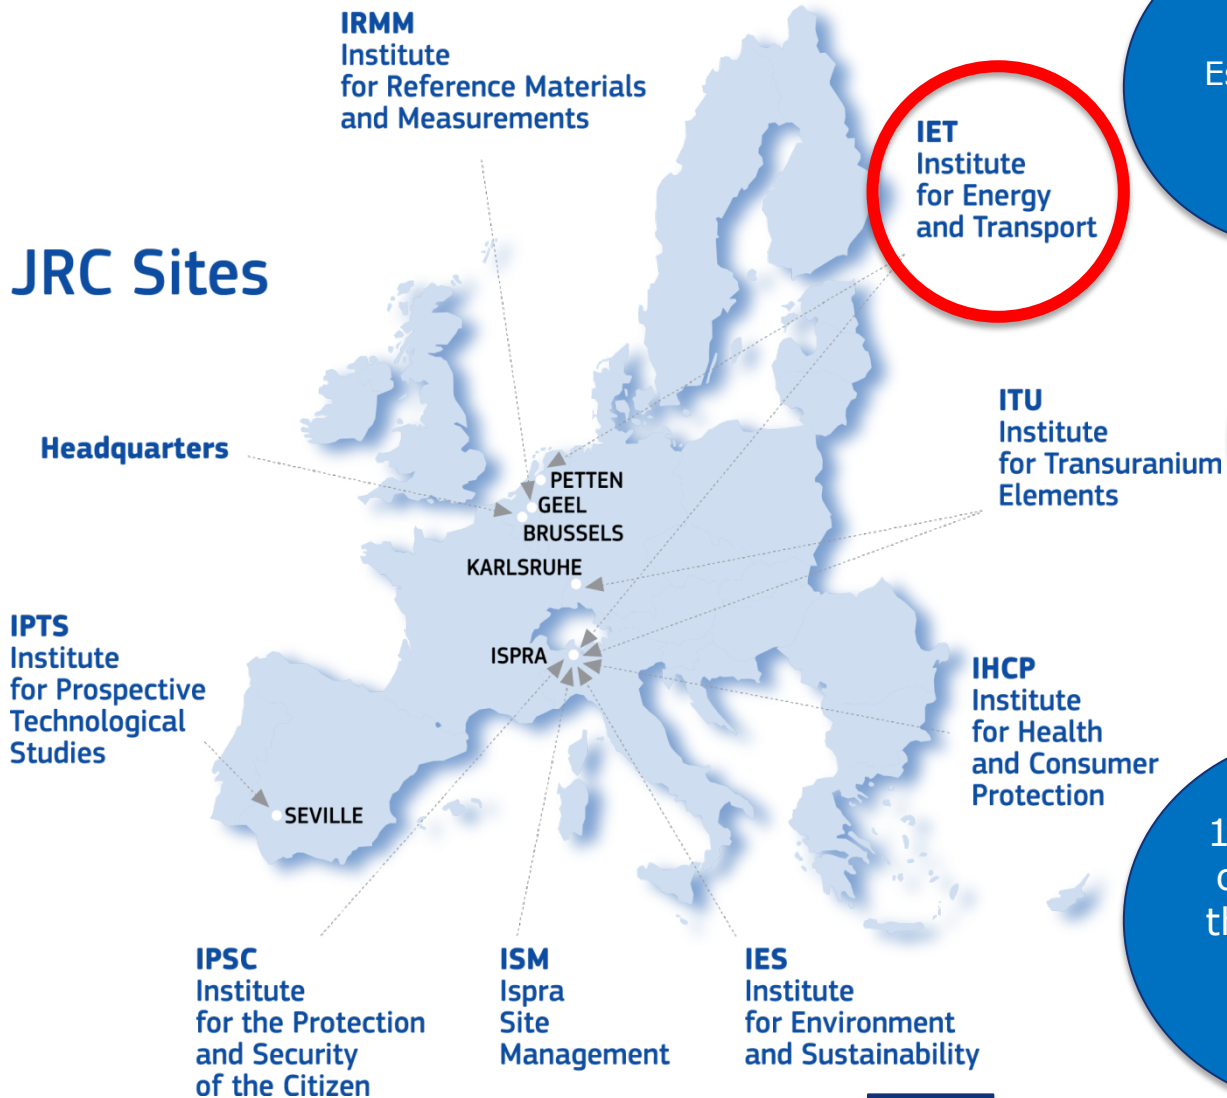 IRMM
Institute
for Reference Materials
and Measurements
IET
Institute
for Energy
and Transport
JRC Sites
Headquarters
ITU
Institute
for Transuranium
Elements
PETTEN
GEEL
BRUSSELS
KARLSRUHE
ISPRA
SEVILLE
IPTS
Institute
for Prospective
Technological
Studies
IHCP
Institute
for Health
and Consumer
Protection
IPSC
Institute
for the Protection
and Security
of the Citizen
ISM
Ispra
Site
Management
IES
Institute
for Environment
and Sustainability